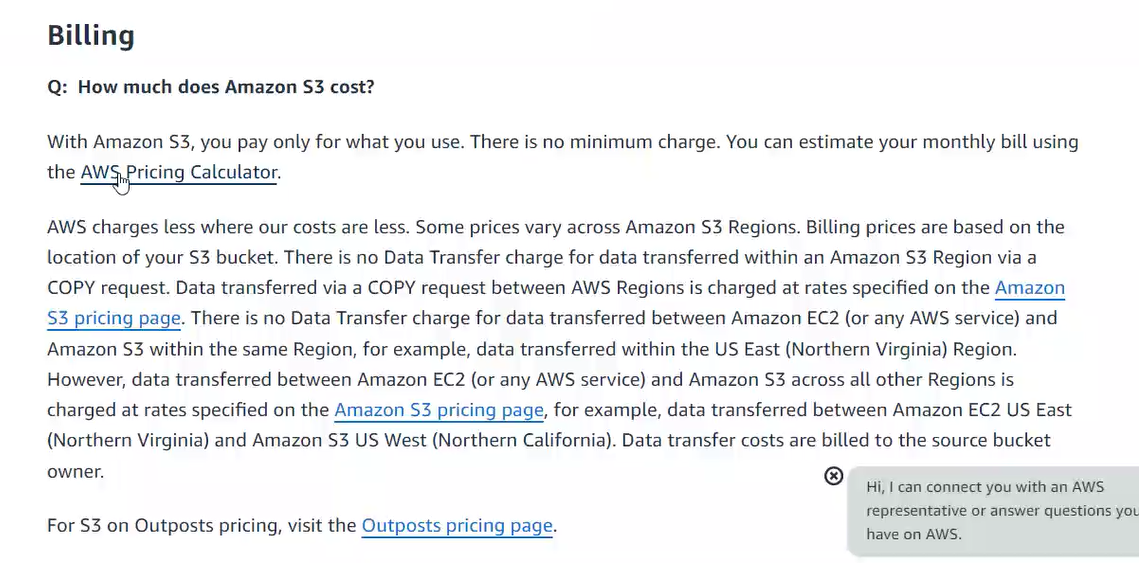 Billing
Q:  How much does Amazon S3 cost?
With Amazon S3, you pay only for what you use. There is no minimum charge. You can estimate your monthly bill using
the AWS Pricing Calculator.
AWS charges less where our costs are less. Some prices vary across Amazon S3 Regions. Billing prices are based on the
location of your S3 bucket. There is no Data Transfer charge for data transferred within an Amazon S3 Region via a
COPY request. Data transferred via a COPY request between AWS Regions is charged at rates specified on the Amazon
S3 pricing page. There is no Data Transfer charge for data transferred between Amazon EC2 (or any AWS service) and
Amazon S3 within the same Region, for example, data transferred within the US East (Northern Virginia) Region.
However, data transferred between Amazon EC2 (or any AWS service) and Amazon S3 across all other Regions is
charged at rates specified on the Amazon S3 pricing page, for example, data transferred between Amazon EC2 US East
(Northern Virginia) and Amazon S3 US West (Northern California). Data transfer costs are billed to the source bucket
owner.
Hi, I can connect you with an AWS
representative or answer questions you
have on AWS.
For S3 on Outposts pricing, visit the Outposts pricing page.